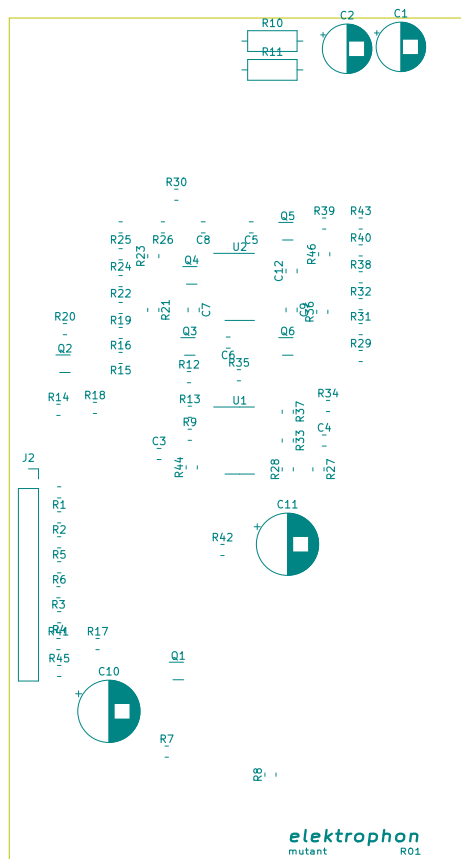 R10 C2 C1
R11
R30
R39 R43
Q5
R25 R26 C8 C5 R40
U2
R23 R46
Q4 R38
R24 C12
R22 R32
R21 C7 C9 R36
R20 R19 R31
Q3 Q6
Q2 R16 C6 R29
R12 R35
R15
R14 R18 R34
R13 U1
R37
R9 C4
R33
C3
R44 R28 R27
J2
R1 C11
R2 R42
R5
R6
R3
R4
R41 R17
R45 Q1
C10
R7
R8
elektrophon
mutant R01